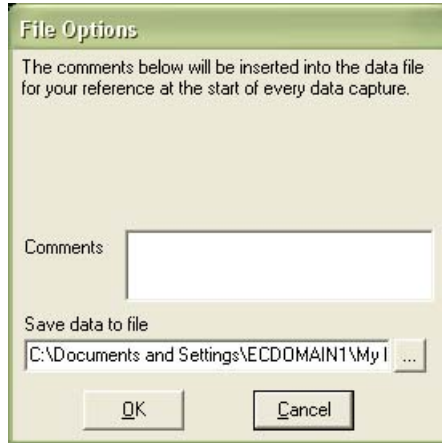 File Options
The comments below will be inserted into the data file
for your reference at the start of every data capture.
Comments
Save data to file
C:\Documents and Settings\ECDOMAIN1\My
...
OK
Cancel